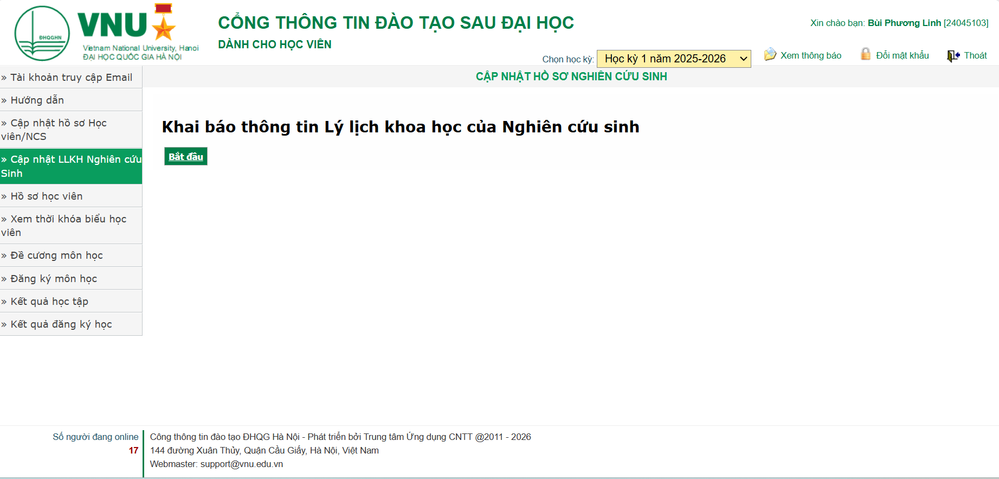 ĐHQGHN
VNU
Vietnam National University, Hanoi
ĐẠI HỌC QUỐC GIA HÀ NỘI
CỔNG THÔNG TIN ĐÀO TẠO SAU ĐẠI HỌC
DÀNH CHO HỌC VIÊN
Xin chào bạn: Bùi Phương Linh [24045103]
Chọn học kỳ: Học kỳ 1 năm 2025-2026
Xem thông báo
Đổi mật khẩu
Thoát
» Tài khoản truy cập Email
» Hướng dẫn
» Cập nhật hồ sơ Học
viên/NCS
» Cập nhật LLKH Nghiên cứu
Sinh
» Hồ sơ học viên
» Xem thời khóa biểu học
viên
» Đề cương môn học
» Đăng ký môn học
» Kết quả học tập
» Kết quả đăng ký học
CẬP NHẬT HỒ SƠ NGHIÊN CỨU SINH
Khai báo thông tin Lý lịch khoa học của Nghiên cứu sinh
Bắt đầu
Số người đang online
17
Công thông tin đào tạo ĐHQG Hà Nội - Phát triển bởi Trung tâm Ứng dụng CNTT @2011 - 2026
144 đường Xuân Thủy, Quận Cầu Giấy, Hà Nội, Việt Nam
Webmaster: support@vnu.edu.vn